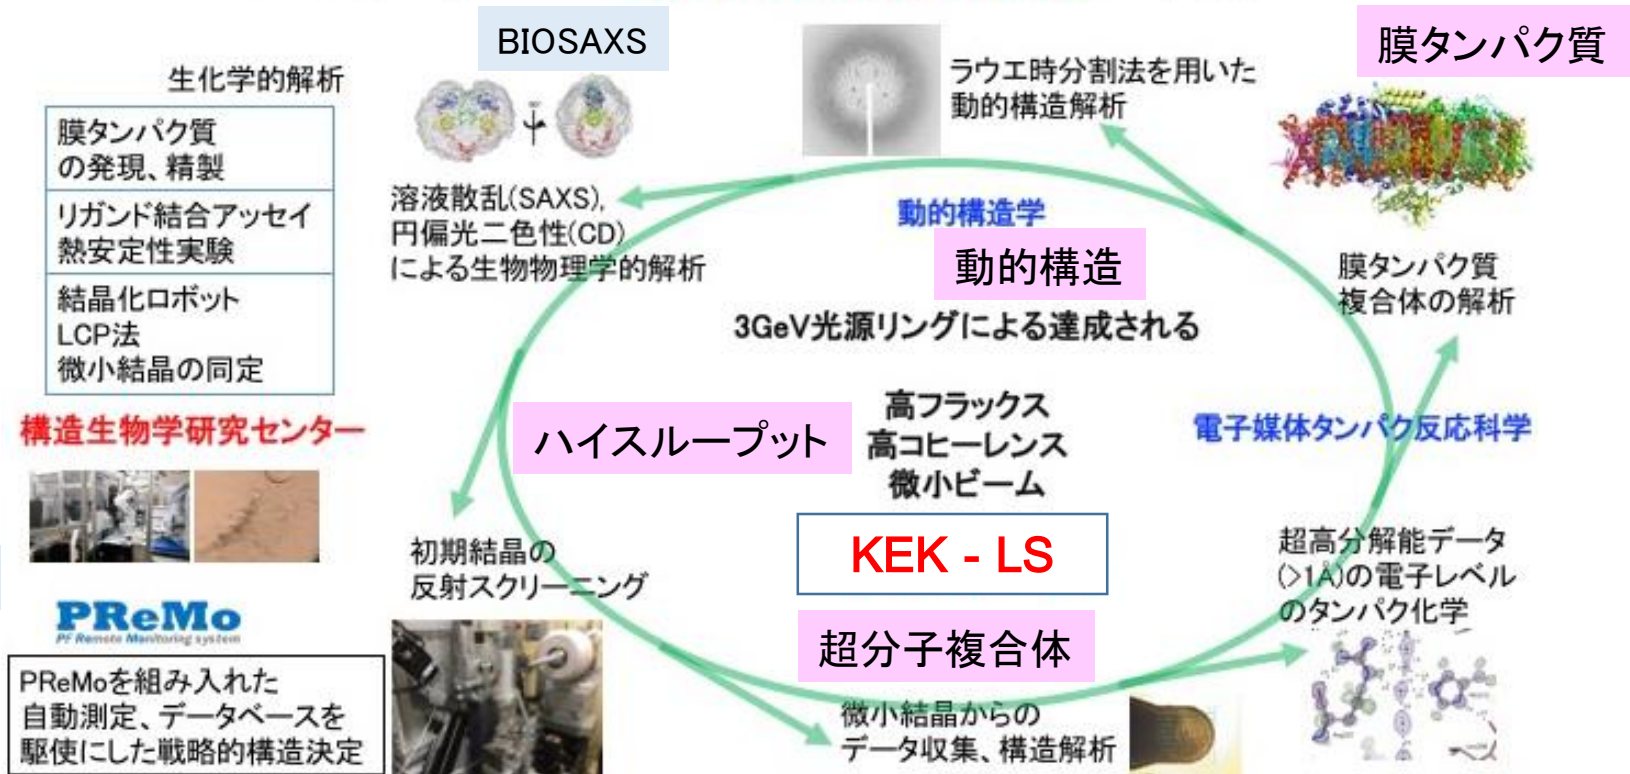 BIOSAXS
膜タンパク質
生化学的解析
膜タンパク質
の発現、精製
リガンド結合アッセイ
熱安定性実験
結晶化ロボット
LCP法
微小結晶の同定
構造生物学研究センター
PReMo
PF Remote Monitoring system
PReMoを組み入れた
自動測定、データベースを
駆使にした戦略的構造決定
溶液散乱(SAXS),
円偏光二色性(CD)
による生物物理学的解析
ラウエ時分割法を用いた
動的構造解析
動的構造学
動的構造
3GeV光源リングによる達成される
ハイスループット
高フラックス
高コヒーレンス
微小ビーム
KEK - LS
超分子複合体
膜タンパク質
複合体の解析
電子媒体タンパク反応科学
初期結晶の
反射スクリーニング
微小結晶からの
データ収集、構造解析
超高分解能データ
(>1Å)の電子レベル
のタンパク化学